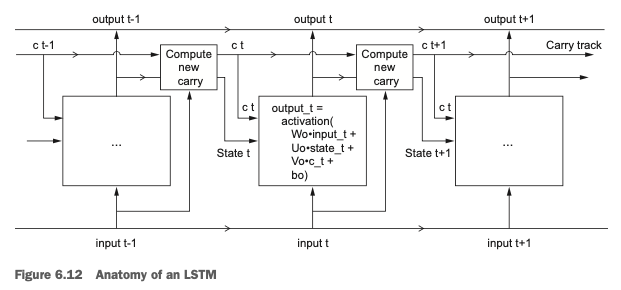 output t-1
output t
output t+1
c t-1
Compute
new
carry
c t
Compute
new
carry
c t+1
Carry track
c t
c t
...
output_t =
activation(
Wo•input_t +
Uo•state_t +
Vo•c_t +
bo)
...
State t
State t+1
input t-1
input t
input t+1
Figure 6.12 Anatomy of an LSTM